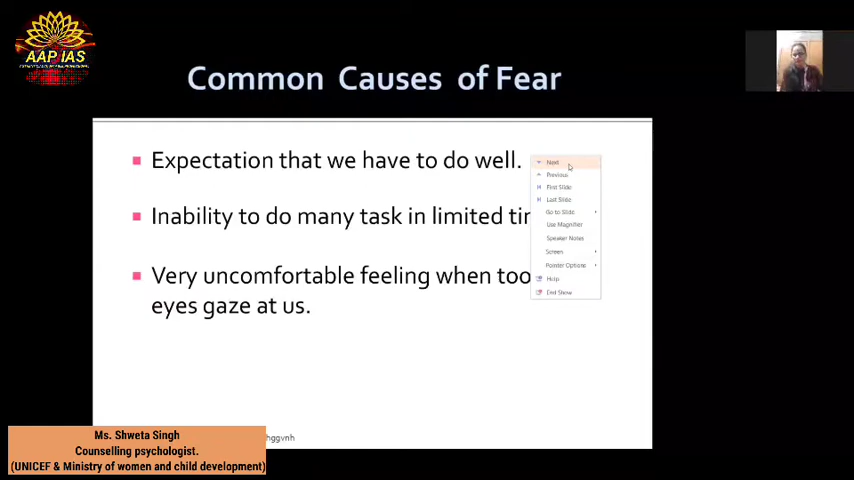 AAP IAS
Common Causes of Fear
Expectation that we have to do well.
Inability to do many task in limited tir
Very uncomfortable feeling when too
eyes gaze at us.
Next
Previous
First Slide
Last Slide
Go to Slide
Use Magnifier
Speaker Notes
Screen
Pointer Options
Help
End Show
hggvnh
Ms. Shweta Singh
Counselling psychologist.
(UNICEF & Ministry of women and child development)